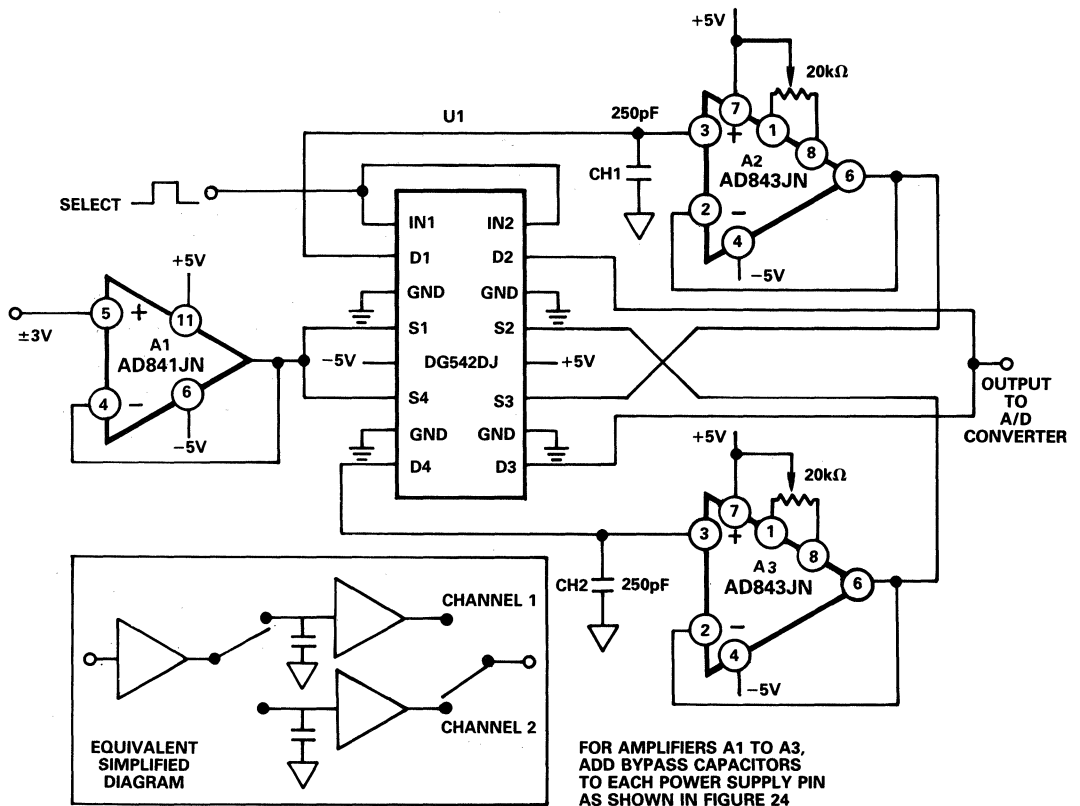 +5V
20kΩ
U1
250pF
3
7
1
+
8
A2
AD843JN
6
CH1
2
−
4
−5V
SELECT
IN1
IN2
D1
D2
+5V
GND
GND
±3V
5
+
11
A1
AD841JN
S1
S2
−5V
DG542DJ
+5V
4
−
6
−5V
S4
S3
OUTPUT
TO
A/D
CONVERTER
GND
GND
D4
D3
+5V
20kΩ
3
7
1
+
8
A3
AD843JN
6
CH2
250pF
2
−
4
−5V
CHANNEL 1
CHANNEL 2
EQUIVALENT
SIMPLIFIED
DIAGRAM
FOR AMPLIFIERS A1 TO A3,
ADD BYPASS CAPACITORS
TO EACH POWER SUPPLY PIN
AS SHOWN IN FIGURE 24